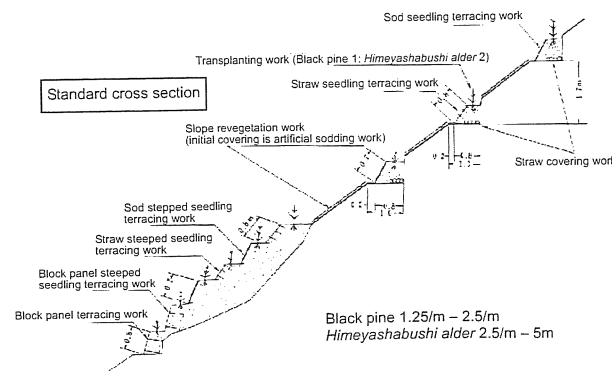 Sod seedling terracing work
Transplanting work (Black pine 1: Himeyashabushi alder 2)
Straw seedling terracing work
Standard cross section
Slope revegetation work
(initial covering is artificial sodding work)
Straw covering work
Sod stepped seedling
terracing work
Straw steeped seedling
terracing work
Block panel steeped
seedling terracing work
Block panel terracing work
Black pine 1.25/m – 2.5/m
Himeyashabushi alder 2.5/m – 5m